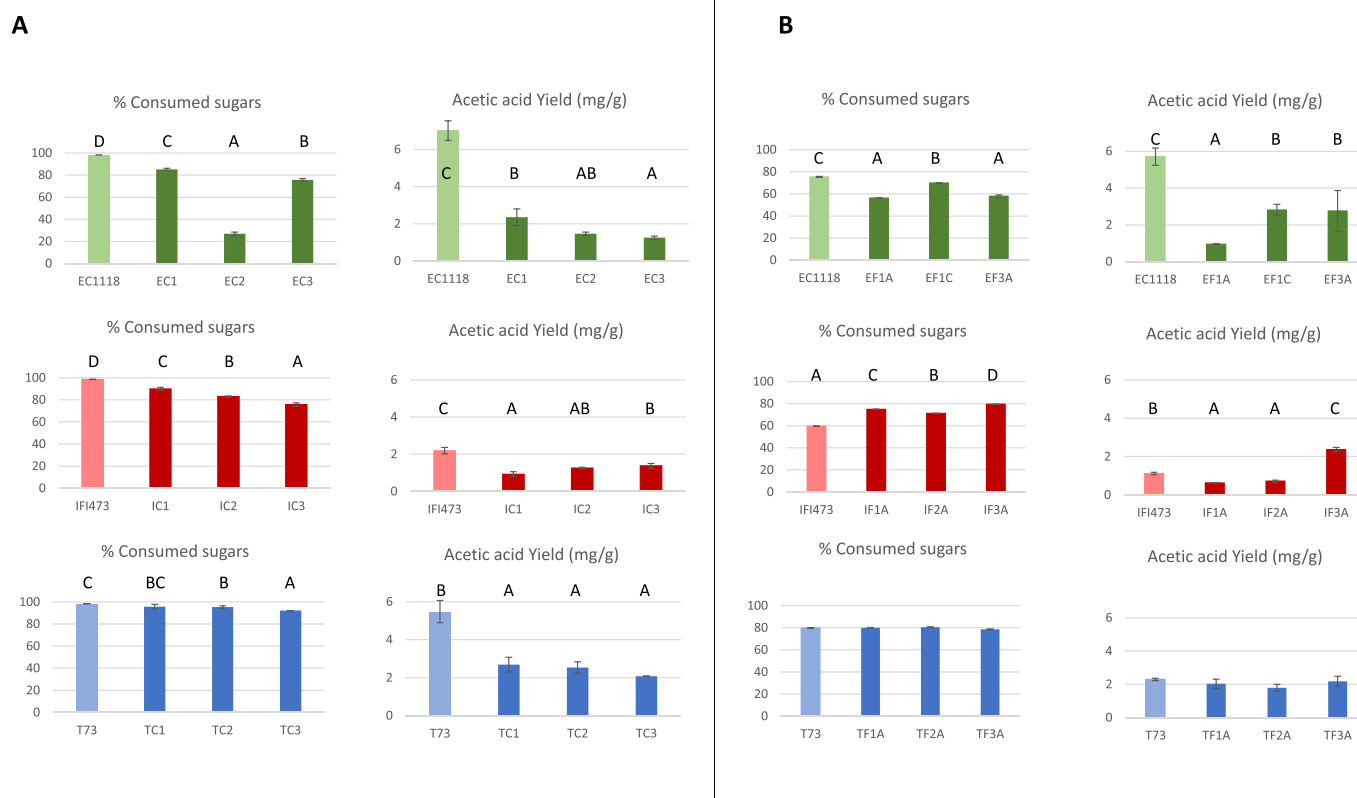 A
% Consumed sugars
D C A B
100
80
60
40
20
0
EC1118 EC1 EC2 EC3
Acetic acid Yield (mg/g)
6
4
2
0
C B AB A
EC1118 EC1 EC2 EC3
% Consumed sugars
D C B A
100
80
60
40
20
0
IFI473 IC1 IC2 IC3
Acetic acid Yield (mg/g)
6
4
2
0
C A AB B
IFI473 IC1 IC2 IC3
% Consumed sugars
C BC B A
100
80
60
40
20
0
T73 TC1 TC2 TC3
Acetic acid Yield (mg/g)
B A A A
6
4
2
0
T73 TC1 TC2 TC3
B
% Consumed sugars
100
80
60
40
20
0
C A B A
EC1118 EF1A EF1C EF3A
Acetic acid Yield (mg/g)
C A B B
6
4
2
0
EC1118 EF1A EF1C EF3A
% Consumed sugars
A C B D
100
80
60
40
20
0
IFI473 IF1A IF2A IF3A
Acetic acid Yield (mg/g)
6
4
2
0
B A A C
IFI473 IF1A IF2A IF3A
% Consumed sugars
100
80
60
40
20
0
T73 TF1A TF2A TF3A
Acetic acid Yield (mg/g)
6
4
2
0
T73 TF1A TF2A TF3A